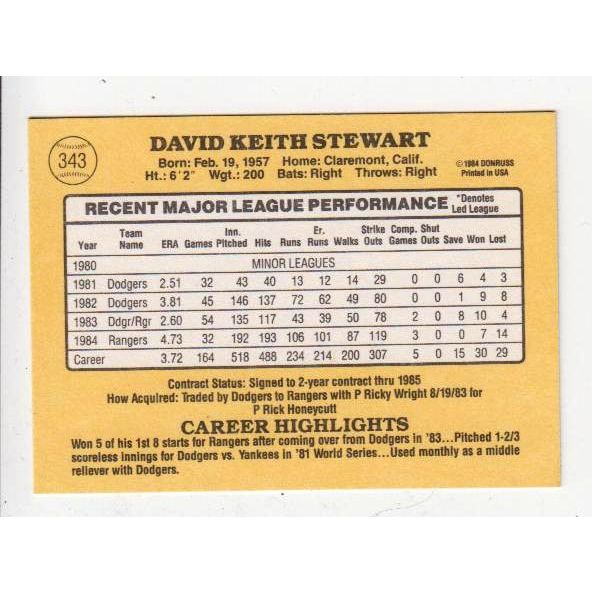 343
DAVID KEITH STEWART
Born: Feb. 19, 1957 Home: Claremont, Calif.
Ht.: 6'2" Wgt.: 200 Bats: Right Throws: Right
© 1984 DONRUSS
Printed in USA
RECENT MAJOR LEAGUE PERFORMANCE *Denotes Led League
Year Team Name ERA Games Inn. Pitched Hits Runs Er. Runs Walks Strike Outs Comp. Games Shut Outs Save Won Lost
1980 MINOR LEAGUES
1981 Dodgers 2.51 32 43 40 13 12 14 29 0 0 6 4 3
1982 Dodgers 3.81 45 146 137 72 62 49 80 0 0 1 9 8
1983 Ddgr/Rgr 2.60 54 135 117 43 39 50 78 2 0 8 10 4
1984 Rangers 4.73 32 192 193 106 101 87 119 3 0 0 7 14
Career 3.72 164 518 488 234 214 200 307 5 0 15 30 29
Contract Status: Signed to 2-year contract thru 1985
How Acquired: Traded by Dodgers to Rangers with P Ricky Wright 8/19/83 for
P Rick Honeycutt
CAREER HIGHLIGHTS
Won 5 of his 1st 8 starts for Rangers after coming over from Dodgers in '83...Pitched 1-2/3
scoreless innings for Dodgers vs. Yankees in '81 World Series...Used monthly as a middle
reliever with Dodgers.